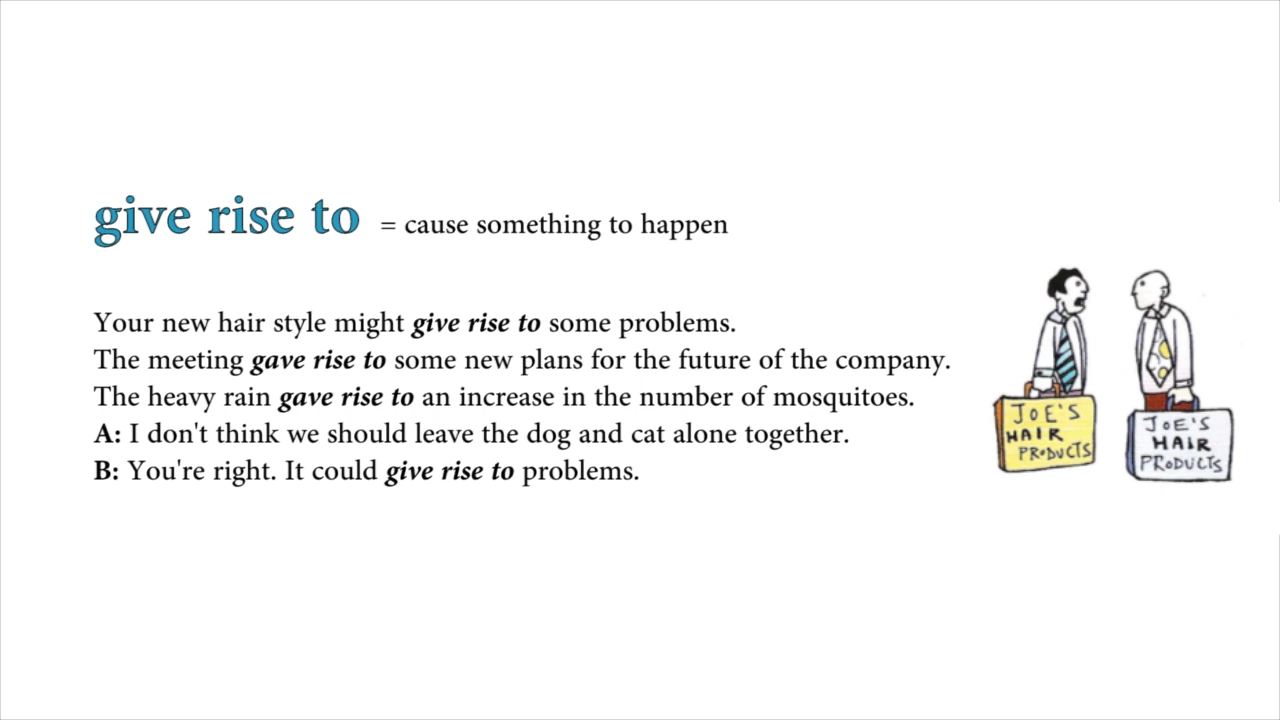 give rise to = cause something to happen
Your new hair style might give rise to some problems.
The meeting gave rise to some new plans for the future of the company.
The heavy rain gave rise to an increase in the number of mosquitoes.
A: I don't think we should leave the dog and cat alone together.
B: You're right. It could give rise to problems.
JOE'S
HAIR
PRODUCTS
JOE'S
HAIR
PRODUCTS